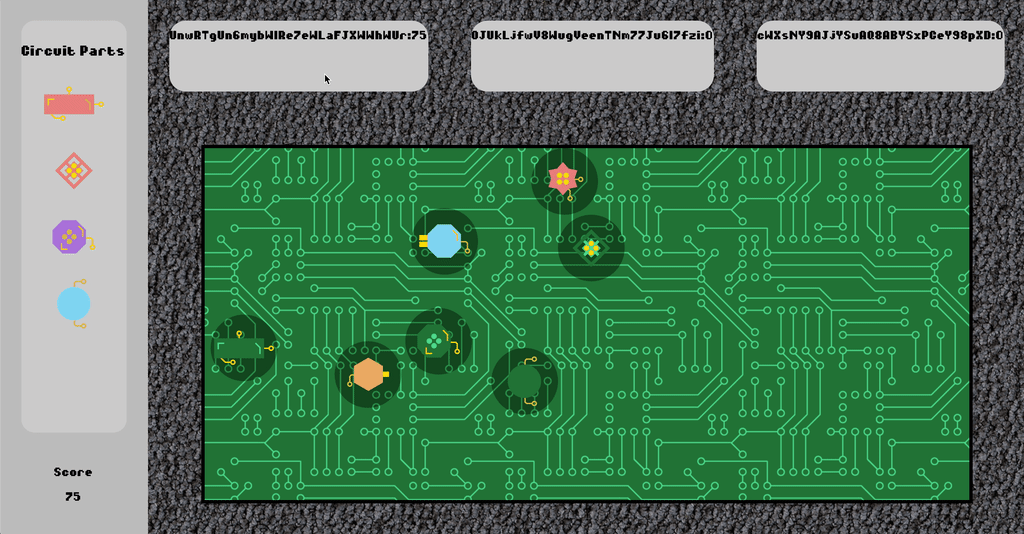 UnwRTgUn6mybWIRe7eWLaFJXWWhWUr:75
0JUkLJfwV8WugVeenTNm77Ju6I7fzi:0
cWXsNY9AJjYSuAQ8ABYSxPCeY98pXD:0
Circuit Parts
Score
75